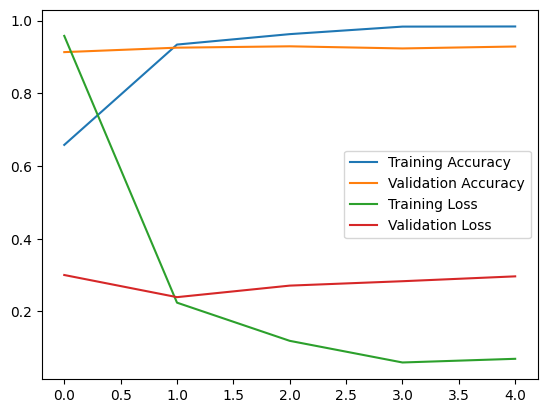 1.0
0.8
0.6
0.4
0.2
Training Accuracy
Validation Accuracy
Training Loss
Validation Loss
0.0 0.5 1.0 1.5 2.0 2.5 3.0 3.5 4.0